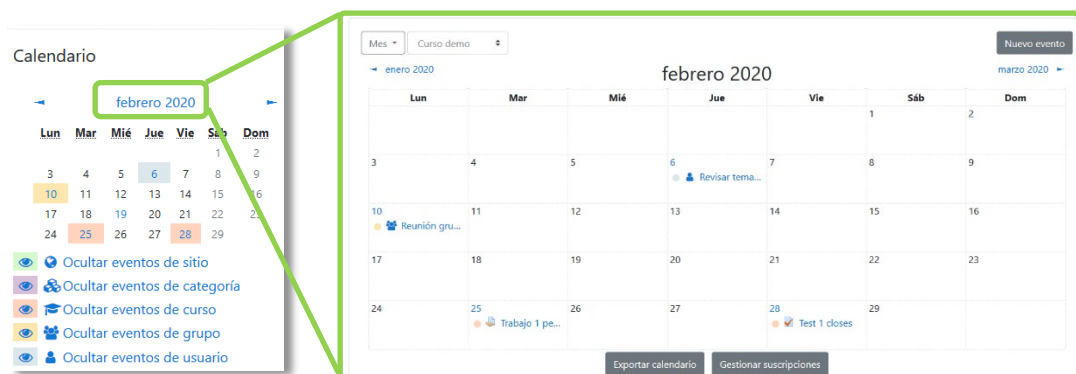 Calendario
febrero 2020
Lun Mar Mié Jue Vie Sáb Dom
1 2
3 4 5 6 7 8 9
10 11 12 13 14 15 16
17 18 19 20 21 22 23
24 25 26 27 28 29
Ocultar eventos de sitio
Ocultar eventos de categoría
Ocultar eventos de curso
Ocultar eventos de grupo
Ocultar eventos de usuario
Mes Curso demo Nuevo evento
enero 2020 febrero 2020 marzo 2020
Lun Mar Mié Jue Vie Sáb Dom
1 2
3 4 5 6 7 8 9
Revisar tema...
10 11 12 13 14 15 16
Reunión gru...
17 18 19 20 21 22 23
24 25 26 27 28 29
Trabajo 1 pe... Test 1 closes
Exportar calendario Gestionar suscripciones